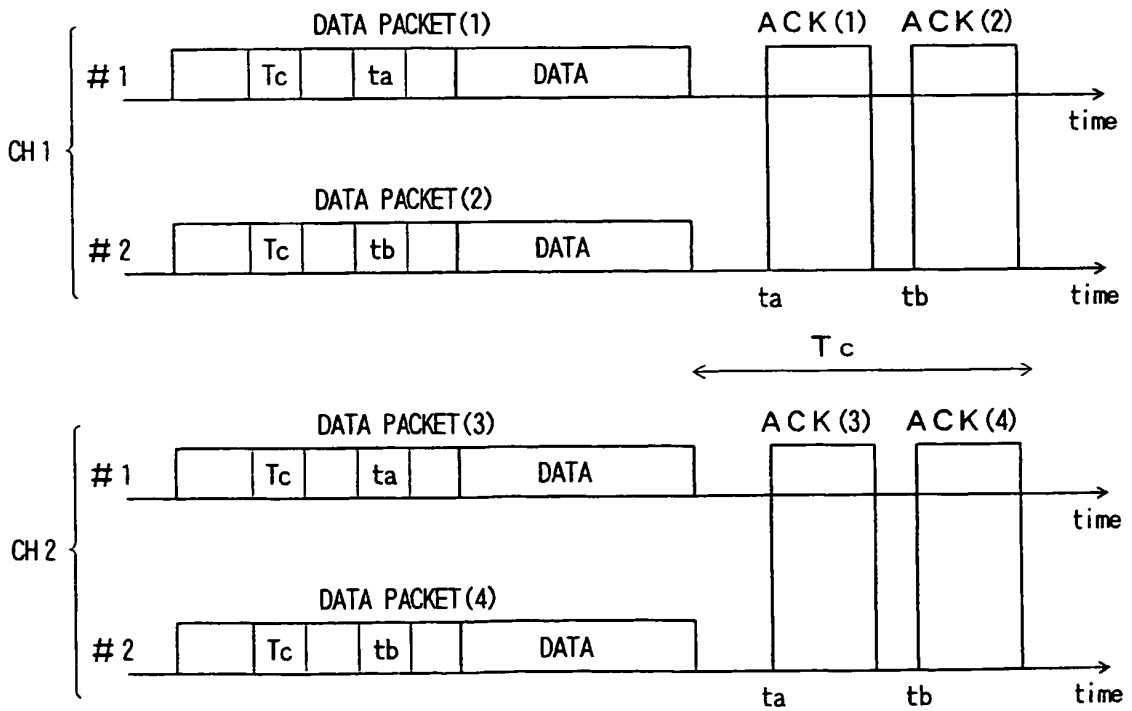 DATA PACKET(1)
ACK(1) ACK(2)
#1 Tc ta DATA
time
CH1
DATA PACKET(2)
#2 Tc tb DATA
ta tb time
Tc
DATA PACKET(3)
ACK(3) ACK(4)
#1 Tc ta DATA
time
CH2
DATA PACKET(4)
#2 Tc tb DATA
ta tb time